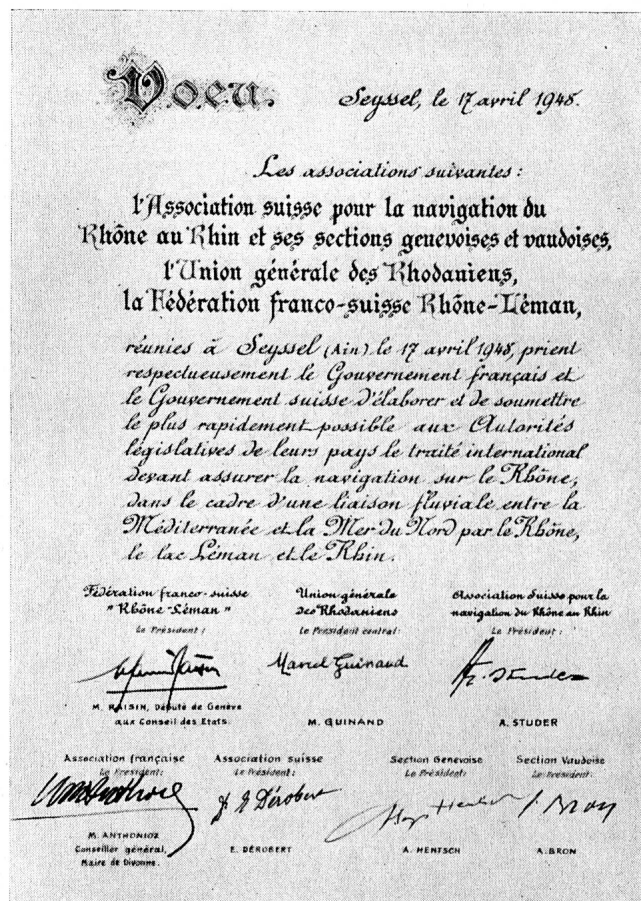 Voeu. Seyssel, le 17 avril 1948.
Les associations suivantes :
l'Association suisse pour la navigation du
Rhône au Rhin et ses sections genevoises et vaudoises,
l'Union générale des Rhodaniens,
la Fédération franco-suisse Rhône-Léman,
réunies à Seyssel (Ain) le 17 avril 1948, prient
respectueusement le Gouvernement français et
le Gouvernement suisse d'élaborer et de soumettre
le plus rapidement possible aux Autorités
législatives de leurs pays le traité international
devant assurer la navigation sur le Rhône,
dans le cadre d'une liaison fluviale entre la
Méditerranée et la Mer du Nord par le Rhône,
le lac Léman et le Rhin.
Fédération franco-suisse Union générale Association Suisse pour la
"Rhône-Léman" des Rhodaniens navigation du Rhône au Rhin
Le Président : Le Président central : Le Président :
Marcel Guinand A. Studer
M. RAISIN, Député de Genève
aux Conseil des Etats. M. GUINAND A. STUDER
Association française Association Suisse Section Genevoise Section Vaudoise
Le Président: Le Président: Le Président: Le Président:
E. Dérobert Hentsch A. Bron
M. ANTHONIOZ
Conseiller général, E. DÉROBERT A. HENTSCH A. BRON
Maire de Divonne.